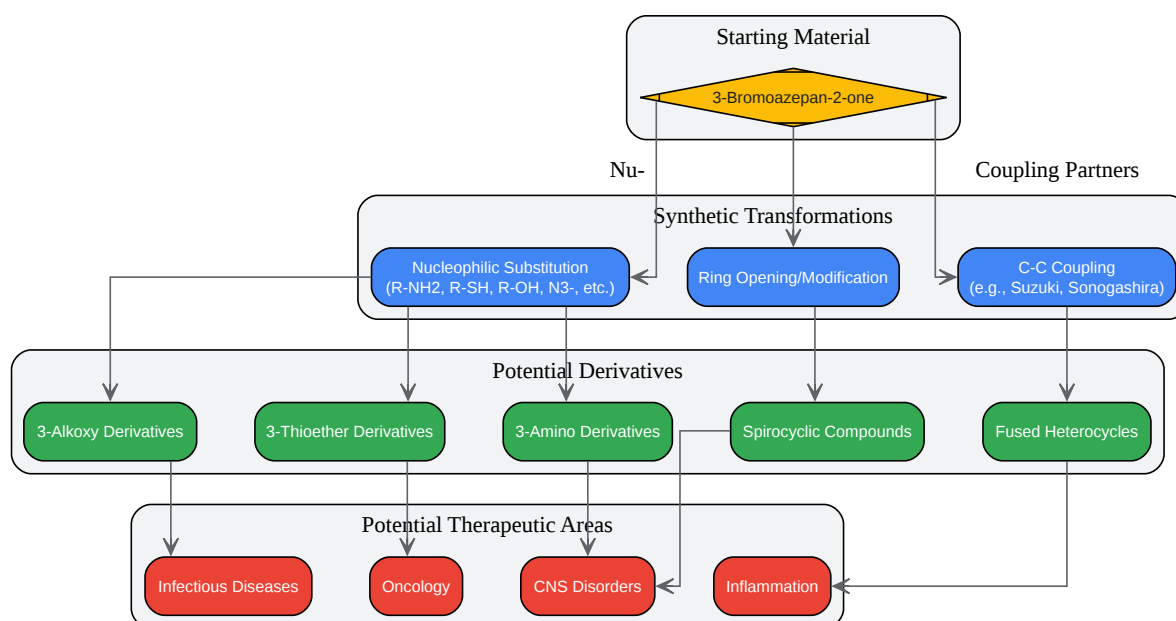 Starting Material
3-Bromoazepan-2-one
Nu-
Coupling Partners
Synthetic Transformations
Nucleophilic Substitution
(R-NH2, R-SH, R-OH, N3-, etc.)
Ring Opening/Modification
C-C Coupling
(e.g., Suzuki, Sonogashira)
Potential Derivatives
3-Alkoxy Derivatives
3-Thioether Derivatives
3-Amino Derivatives
Spirocyclic Compounds
Fused Heterocycles
Potential Therapeutic Areas
Infectious Diseases
Oncology
CNS Disorders
Inflammation